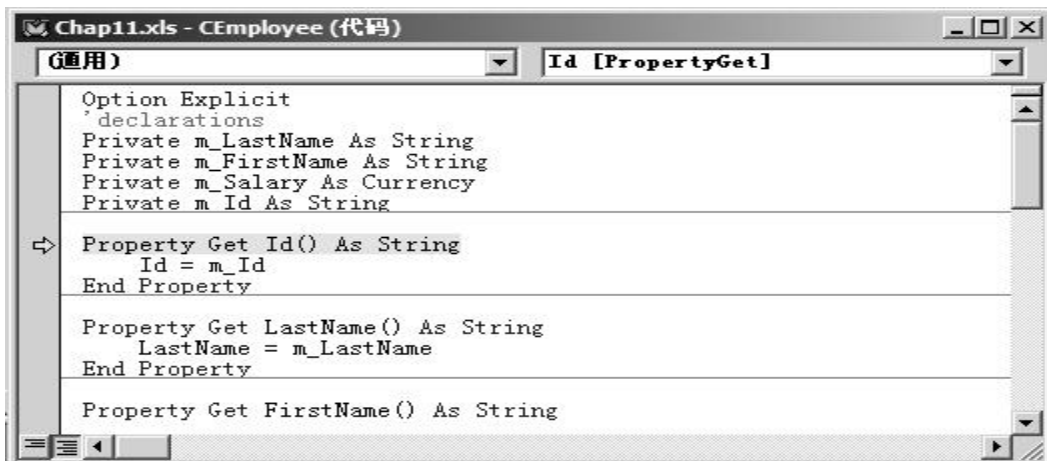 Chap11.xls - CEmployee (代码)
(通用)
Id [PropertyGet]
Option Explicit
'declarations
Private m_LastName As String
Private m_FirstName As String
Private m_Salary As Currency
Private m_Id As String
Property Get Id() As String
Id = m_Id
End Property
Property Get LastName() As String
LastName = m_LastName
End Property
Property Get FirstName() As String